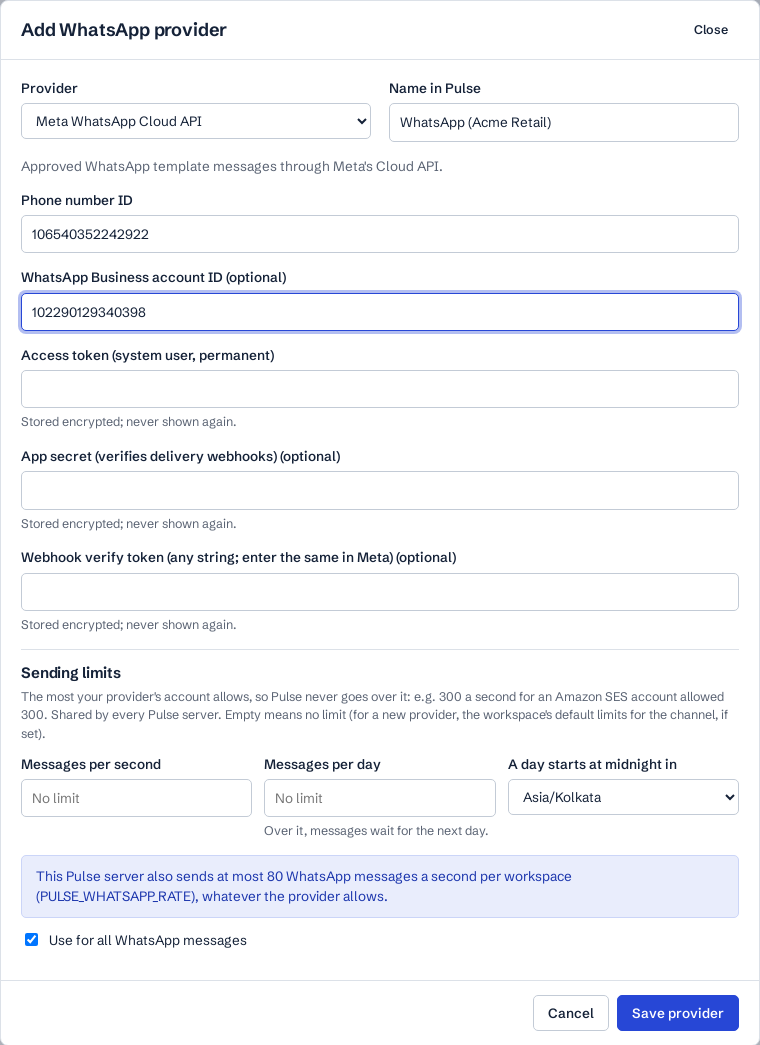 Add WhatsApp provider
Close
Provider
Name in Pulse
Meta WhatsApp Cloud API
WhatsApp (Acme Retail)
Approved WhatsApp template messages through Meta's Cloud API.
Phone number ID
106540352242922
WhatsApp Business account ID (optional)
102290129340398
Access token (system user, permanent)
Stored encrypted; never shown again.
App secret (verifies delivery webhooks) (optional)
Stored encrypted; never shown again.
Webhook verify token (any string; enter the same in Meta) (optional)
Stored encrypted; never shown again.
Sending limits
The most your provider's account allows, so Pulse never goes over it: e.g. 300 a second for an Amazon SES account allowed
300. Shared by every Pulse server. Empty means no limit (for a new provider, the workspace's default limits for the channel, if
set).
Messages per second
Messages per day
A day starts at midnight in
No limit
No limit
Asia/Kolkata
Over it, messages wait for the next day.
This Pulse server also sends at most 80 WhatsApp messages a second per workspace
(PULSE_WHATSAPP_RATE), whatever the provider allows.
Use for all WhatsApp messages
Cancel
Save provider